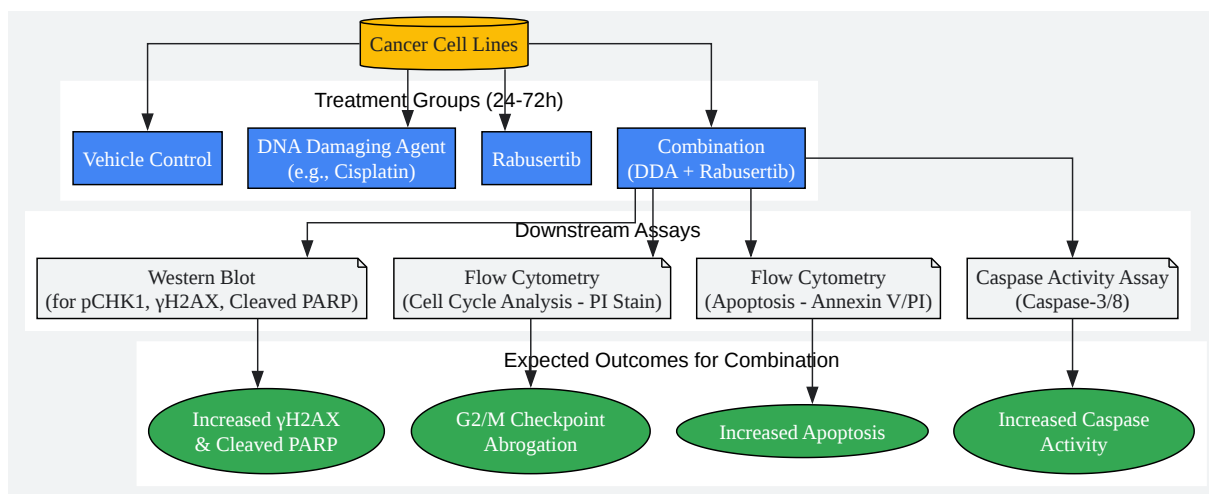 Cancer Cell Lines
Treatment Groups (24-72h)
Vehicle Control
DNA Damaging Agent
(e.g., Cisplatin)
Rabusertib
Combination
(DDA + Rabusertib)
Downstream Assays
Western Blot
(for pCHK1, γH2AX, Cleaved PARP)
Flow Cytometry
(Cell Cycle Analysis - PI Stain)
Flow Cytometry
(Apoptosis - Annexin V/PI)
Caspase Activity Assay
(Caspase-3/8)
Expected Outcomes for Combination
Increased γH2AX
& Cleaved PARP
G2/M Checkpoint
Abrogation
Increased Apoptosis
Increased Caspase
Activity